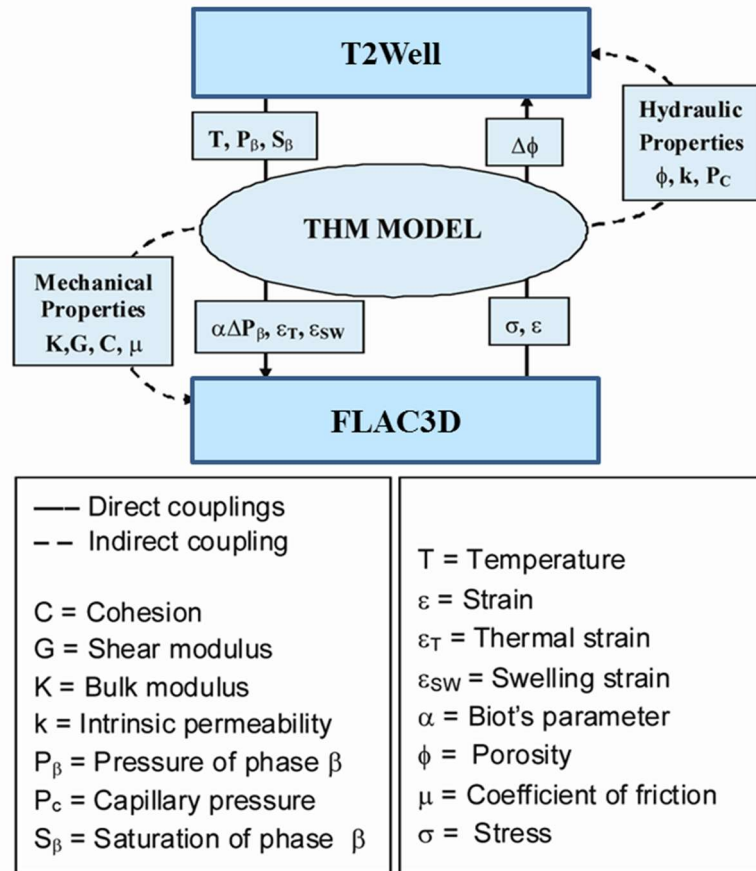 T2Well
T, Pβ, Sβ
Δϕ
Hydraulic
Properties
ϕ, k, PC
THM MODEL
Mechanical
Properties
K,G, C, μ
αΔPβ, εT, εSW
σ, ε
FLAC3D
Direct couplings
Indirect coupling
C = Cohesion
G = Shear modulus
K = Bulk modulus
k = Intrinsic permeability
Pβ = Pressure of phase β
Pc = Capillary pressure
Sβ = Saturation of phase β
T = Temperature
ε = Strain
εT = Thermal strain
εSW = Swelling strain
α = Biot's parameter
ϕ = Porosity
μ = Coefficient of friction
σ = Stress